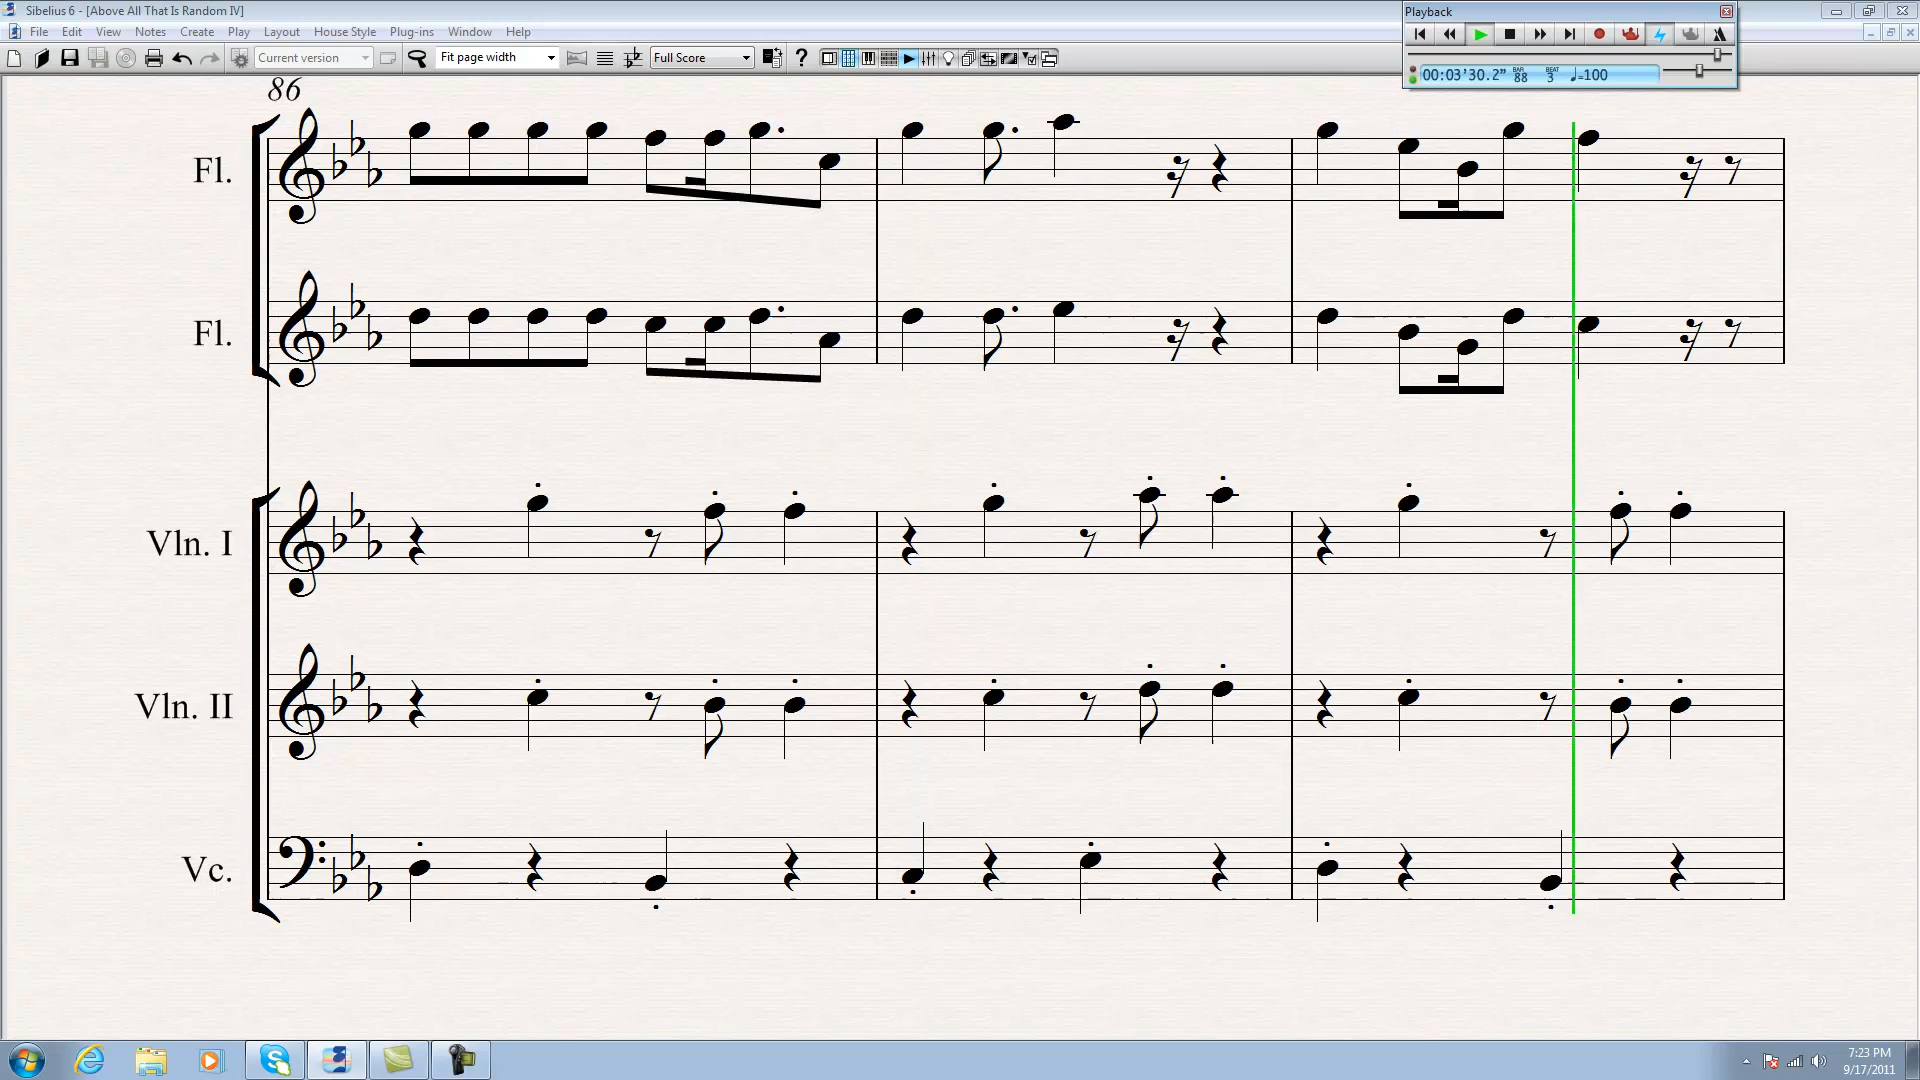 Sibelius 6 - [Above All That Is Random IV]
File Edit View Notes Create Play Layout House Style Plug-ins Window Help
Current version Fit page width Full Score
Playback
00:03'30.2" BAR 88 BEAT 3 ♩=100
86
Fl.
Fl.
Vln. I
Vln. II
Vc.
7:23 PM
9/17/2011